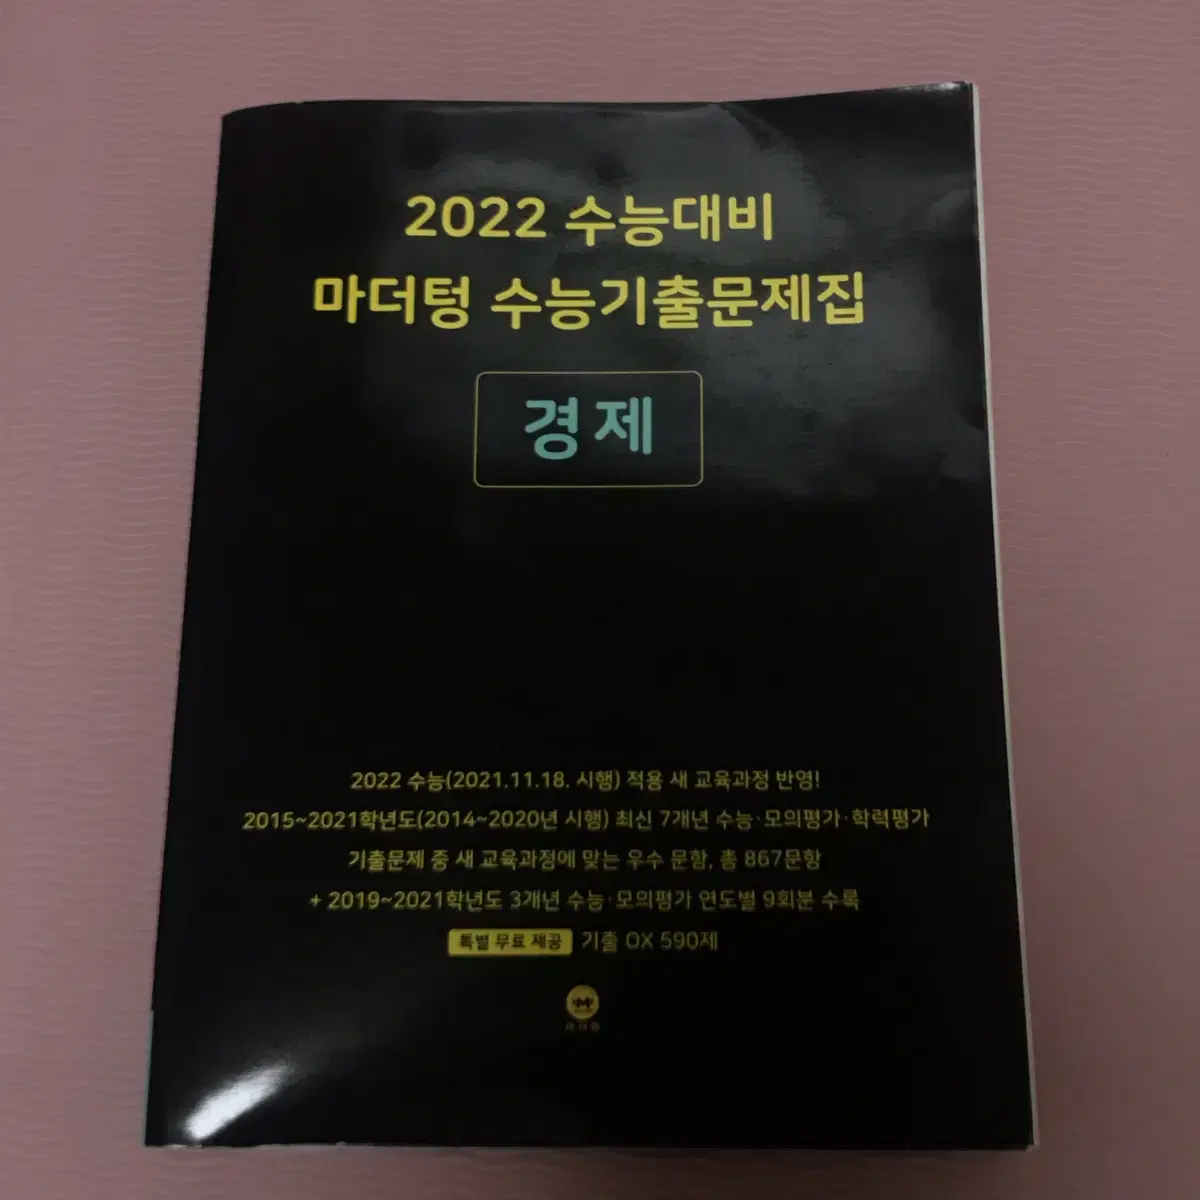 2022 수능대비
마더텅 수능기출문제집
경제
2022 수능(2021.11.18. 시행) 적용 새 교육과정 반영!
2015~2021학년도(2014~2020년 시행) 최신 7개년 수능·모의평가·학력평가
기출문제 중 새 교육과정에 맞는 우수 문항, 총 867문항
+ 2019~2021학년도 3개년 수능·모의평가 연도별 9회분 수록
특별 무료 제공 기출 OX 590제
마더텅